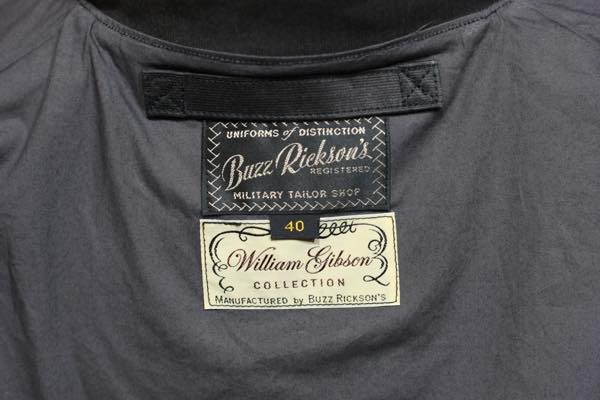 UNIFORMS of DISTINCTION
Buzz Rickson's
REGISTERED
MILITARY TAILOR SHOP
40
William Gibson
COLLECTION
MANUFACTURED by BUZZ RICKSON'S